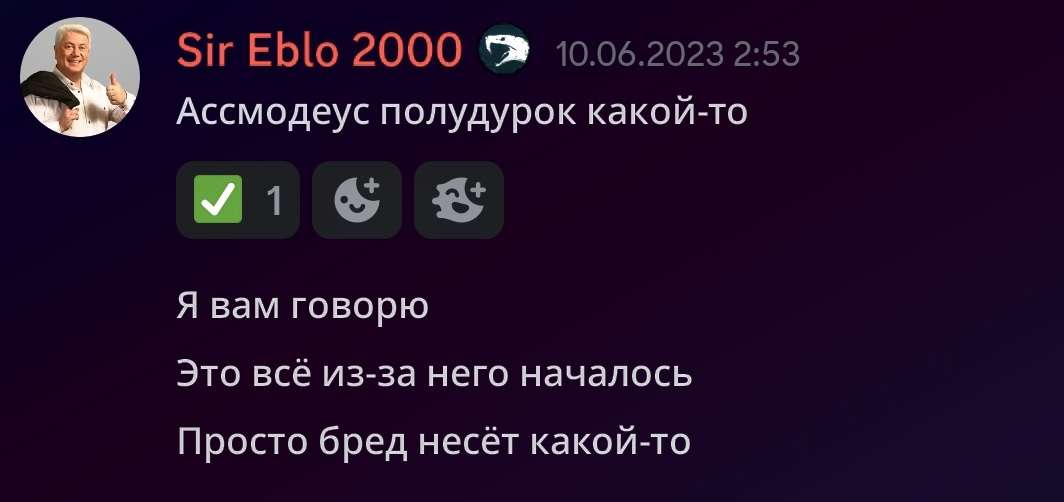 Sir Eblo 2000 10.06.2023 2:53
Ассмодеус полудурок какой-то
1
Я вам говорю
Это всё из-за него началось
Просто бред несёт какой-то